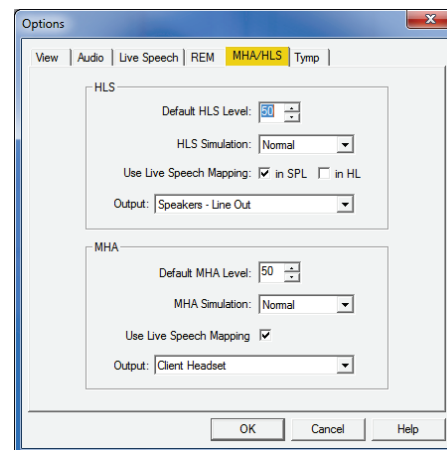 Options
View Audio Live Speech REM MHA/HLS Tymp
HLS
Default HLS Level: 50
HLS Simulation: Normal
Use Live Speech Mapping: in SPL in HL
Output: Speakers - Line Out
MHA
Default MHA Level: 50
MHA Simulation: Normal
Use Live Speech Mapping
Output: Client Headset
OK Cancel Help